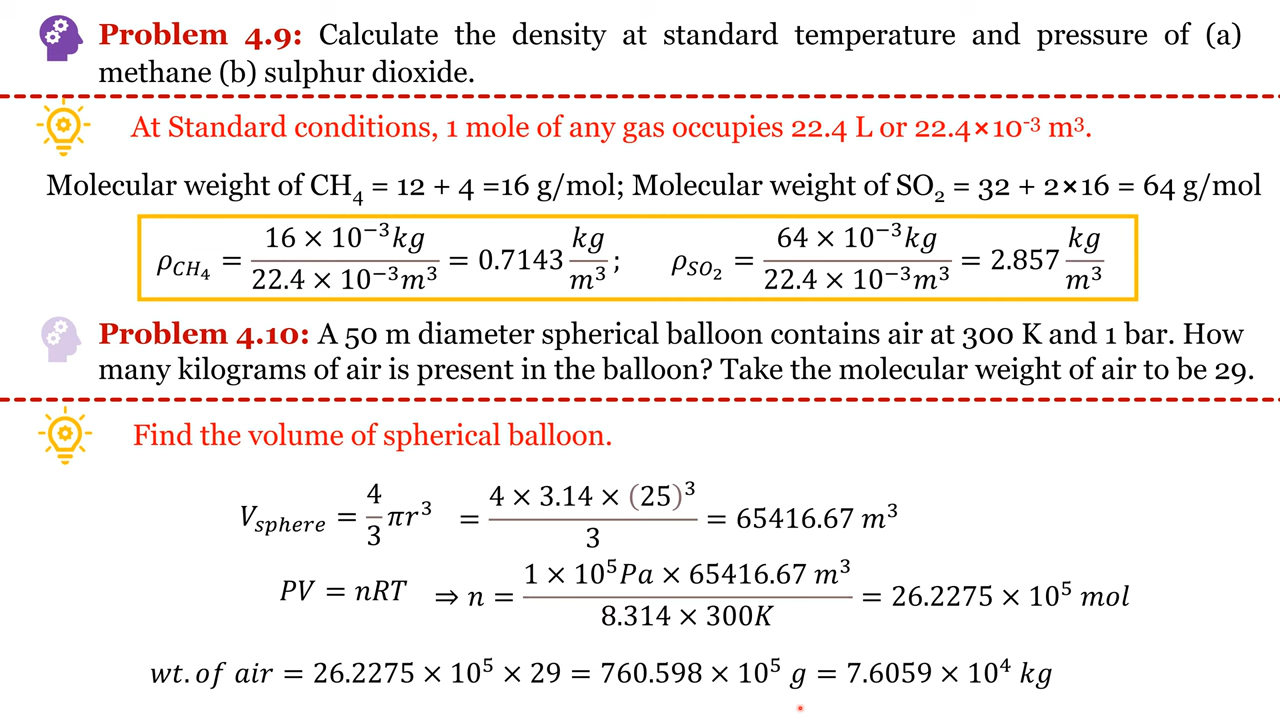 Problem 4.9: Calculate the density at standard temperature and pressure of (a)
methane (b) sulphur dioxide.
At Standard conditions, 1 mole of any gas occupies 22.4 L or 22.4×10⁻³ m³.
Molecular weight of CH₄ = 12 + 4 =16 g/mol; Molecular weight of SO₂ = 32 + 2×16 = 64 g/mol
ρ_CH₄ = (16 × 10⁻³kg)/(22.4 × 10⁻³m³) = 0.7143 kg/m³; ρ_SO₂ = (64 × 10⁻³kg)/(22.4 × 10⁻³m³) = 2.857 kg/m³
Problem 4.10: A 50 m diameter spherical balloon contains air at 300 K and 1 bar. How
many kilograms of air is present in the balloon? Take the molecular weight of air to be 29.
Find the volume of spherical balloon.
V_sphere = 4/3 πr³ = (4 × 3.14 × (25)³)/3 = 65416.67 m³
PV = nRT ⇒ n = (1 × 10⁵Pa × 65416.67 m³)/(8.314 × 300K) = 26.2275 × 10⁵ mol
wt. of air = 26.2275 × 10⁵ × 29 = 760.598 × 10⁵ g = 7.6059 × 10⁴ kg